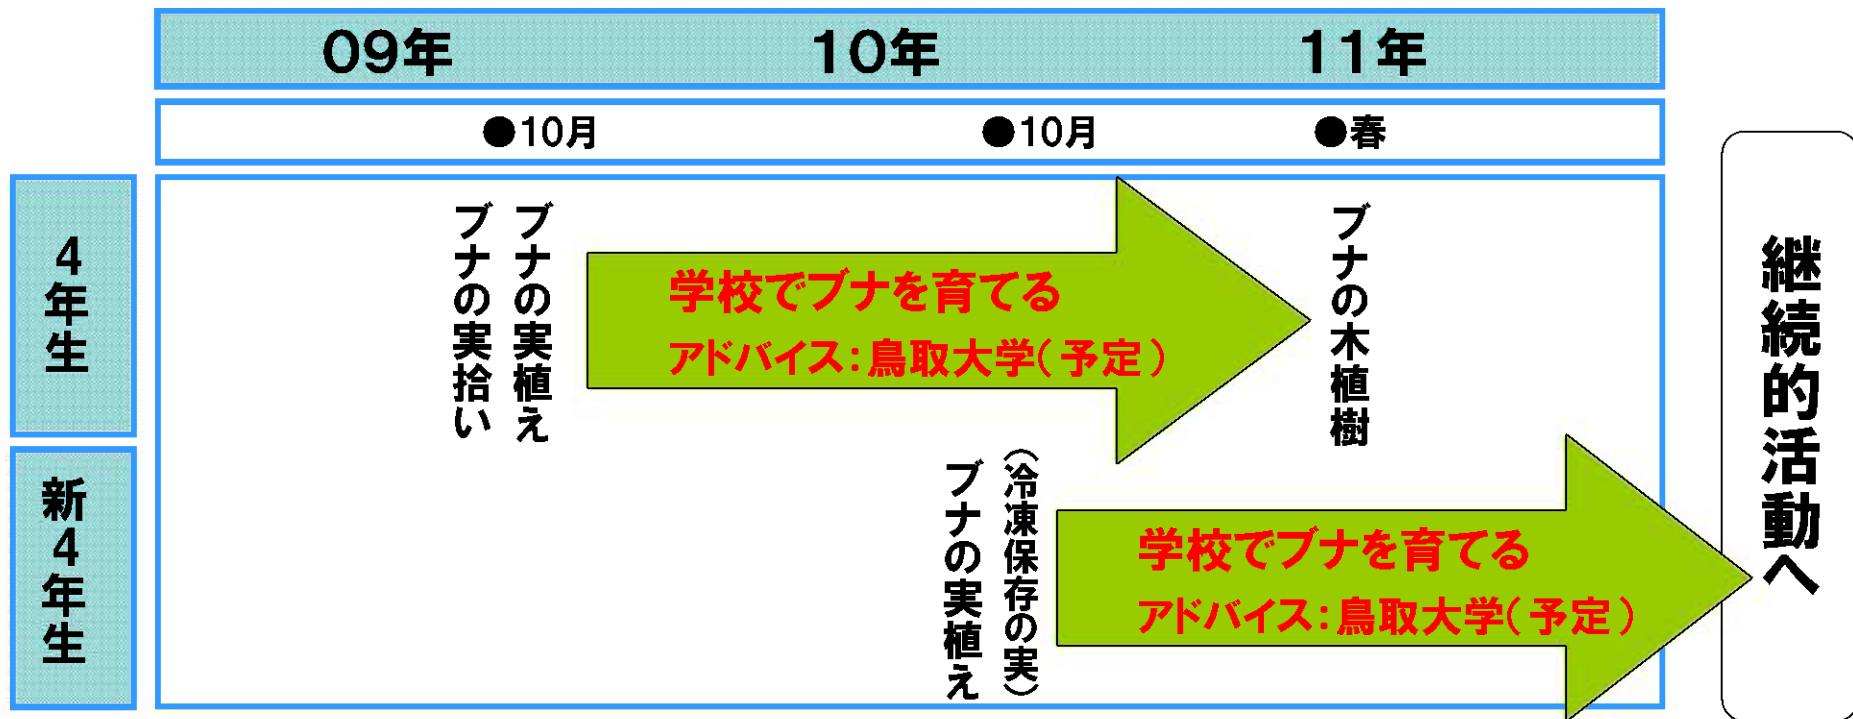 09年
10年
11年
●10月
●10月
●春
4年生
ブナの実植え
ブナの実拾い
学校でブナを育てる
アドバイス：鳥取大学（予定）
ブナの木植樹
新4年生
（冷凍保存の実）
ブナの実植え
学校でブナを育てる
アドバイス：鳥取大学（予定）
継続的活動へ